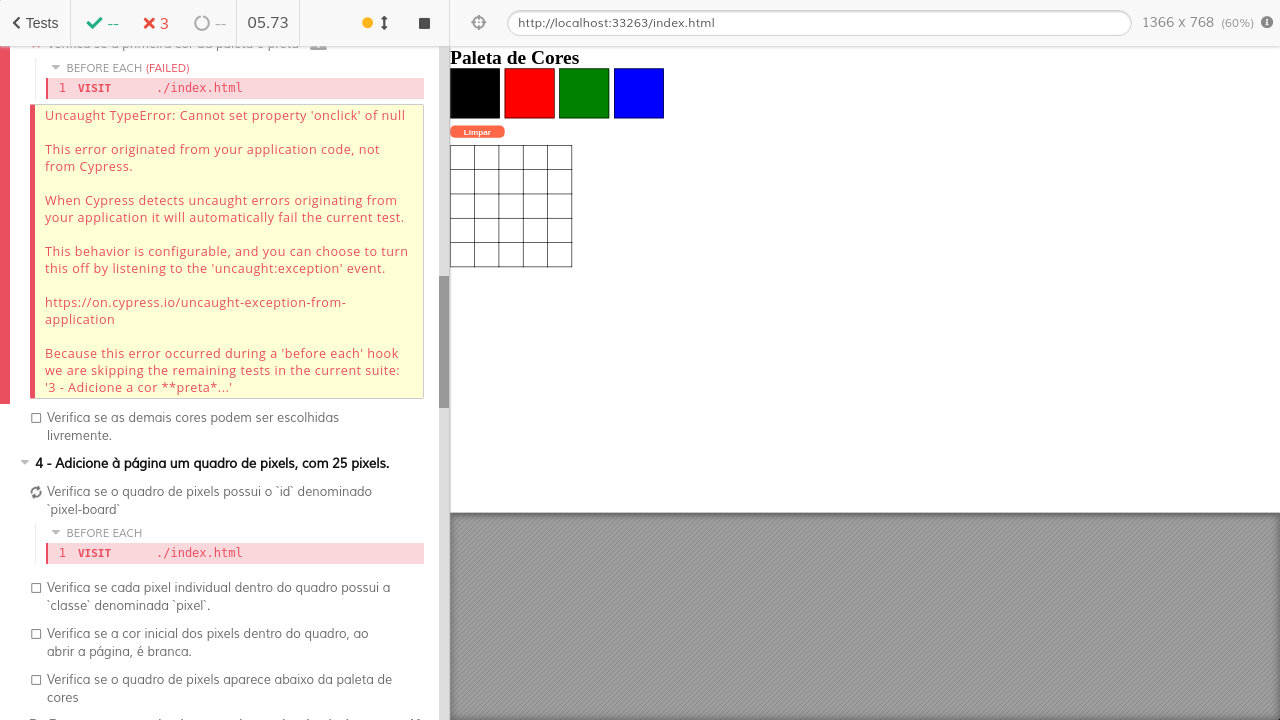 Tests
--
3
--
05.73
http://localhost:33263/index.html
1366 x 768 (60%)
Verifica se a primeira cor da paleta é preta
BEFORE EACH (FAILED)
1 VISIT ./index.html
Uncaught TypeError: Cannot set property 'onclick' of null
This error originated from your application code, not
from Cypress.
When Cypress detects uncaught errors originating from
your application it will automatically fail the current test.
This behavior is configurable, and you can choose to turn
this off by listening to the 'uncaught:exception' event.
https://on.cypress.io/uncaught-exception-from-
application
Because this error occurred during a 'before each' hook
we are skipping the remaining tests in the current suite:
'3 - Adicione a cor **preta*...'
Verifica se as demais cores podem ser escolhidas
livremente.
4 - Adicione à página um quadro de pixels, com 25 pixels.
Verifica se o quadro de pixels possui o `id` denominado
`pixel-board`
BEFORE EACH
1 VISIT ./index.html
Verifica se cada pixel individual dentro do quadro possui a
`classe` denominada `pixel`.
Verifica se a cor inicial dos pixels dentro do quadro, ao
abrir a página, é branca.
Verifica se o quadro de pixels aparece abaixo da paleta de
cores
Paleta de Cores
Limpar